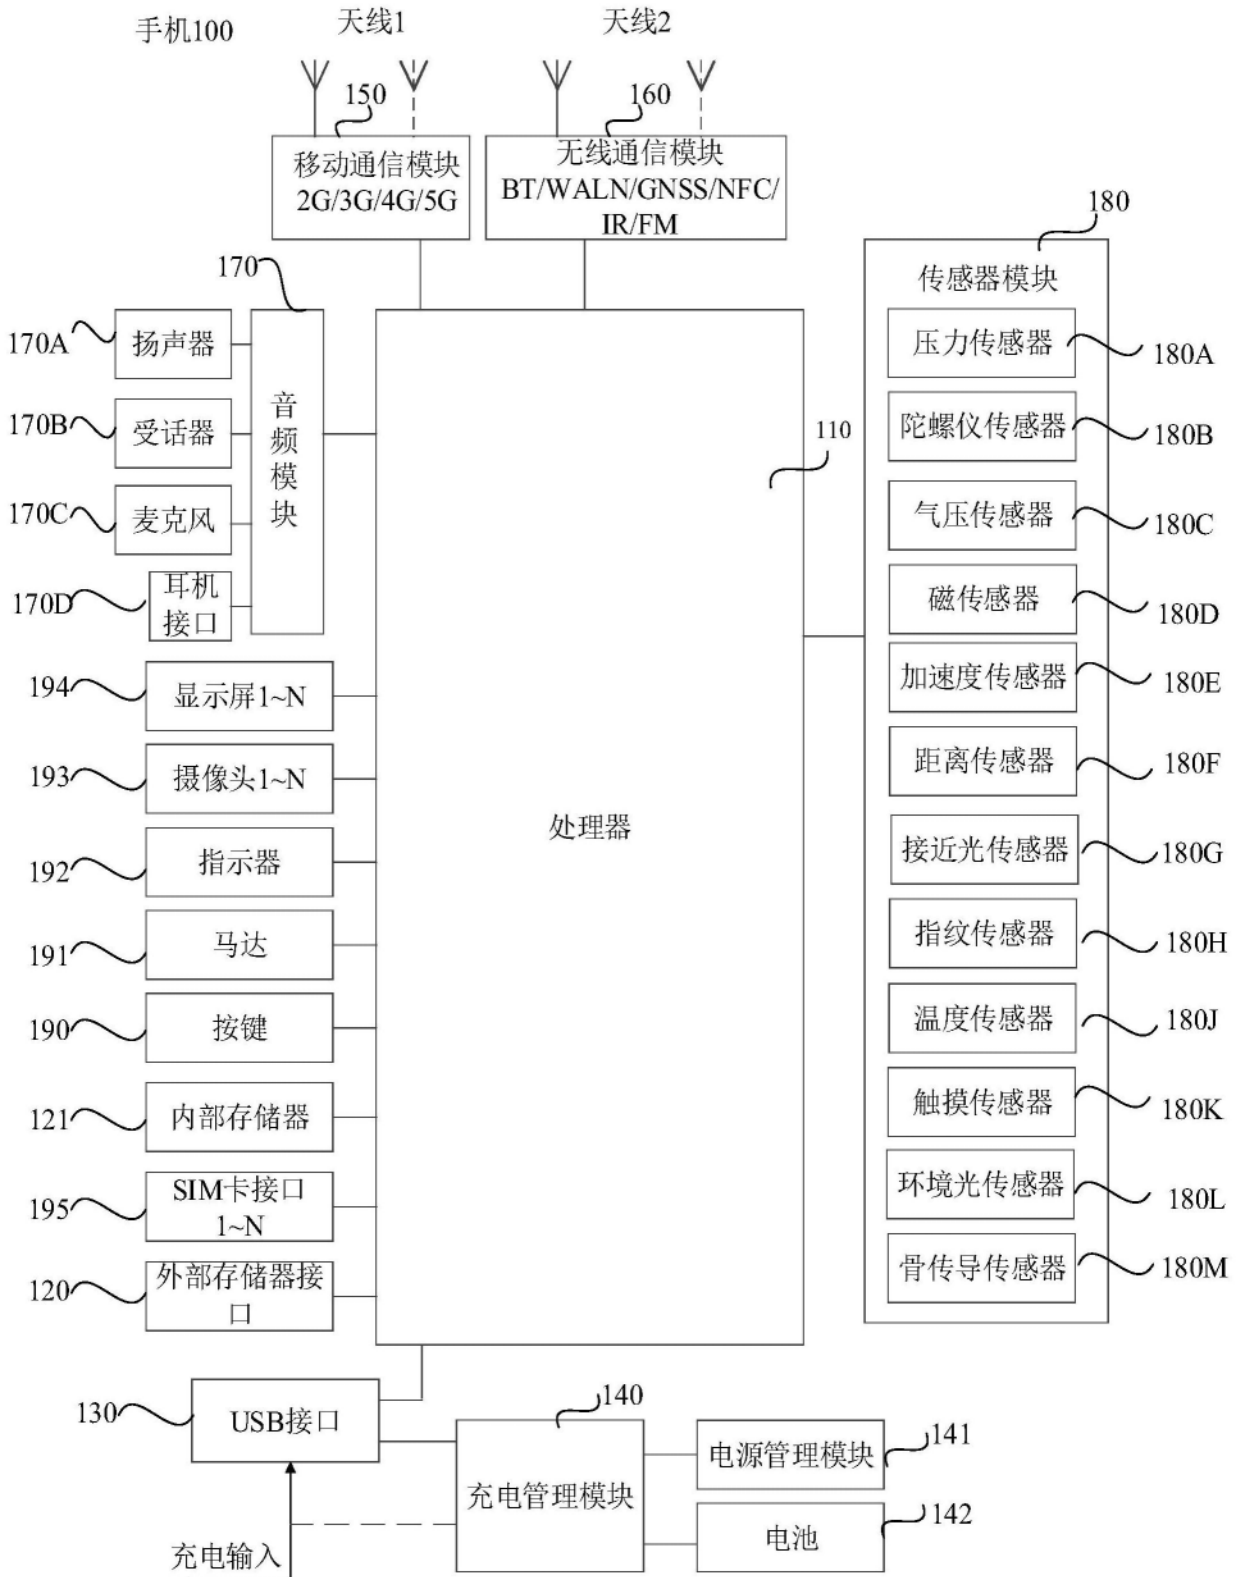 手机100
天线1
天线2
150
160
移动通信模块
2G/3G/4G/5G
无线通信模块
BT/WALN/GNSS/NFC/
IR/FM
170
170A
扬声器
170B
受话器
170C
麦克风
170D
耳机
接口
音
频
模
块
194
显示屏1~N
193
摄像头1~N
192
指示器
191
马达
190
按键
121
内部存储器
195
SIM卡接口
1~N
120
外部存储器接
口
处理器
110
180
传感器模块
压力传感器
180A
陀螺仪传感器
180B
气压传感器
180C
磁传感器
180D
加速度传感器
180E
距离传感器
180F
接近光传感器
180G
指纹传感器
180H
温度传感器
180J
触摸传感器
180K
环境光传感器
180L
骨传导传感器
180M
130
USB接口
140
充电管理模块
电源管理模块
141
电池
142
充电输入